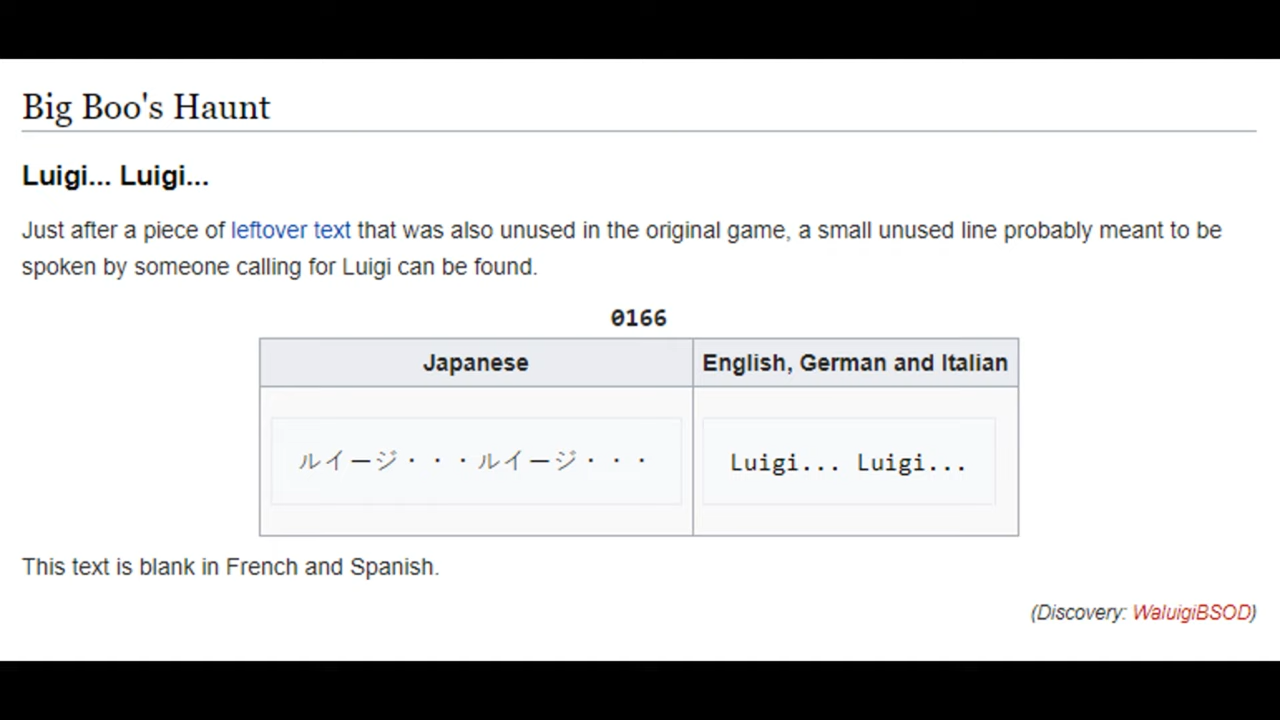 Big Boo's Haunt
Luigi... Luigi...
Just after a piece of leftover text that was also unused in the original game, a small unused line probably meant to be
spoken by someone calling for Luigi can be found.
0166
Japanese English, German and Italian
ルイージ・・・ルイージ・・・ Luigi... Luigi...
This text is blank in French and Spanish.
(Discovery: WaluigiBSOD)